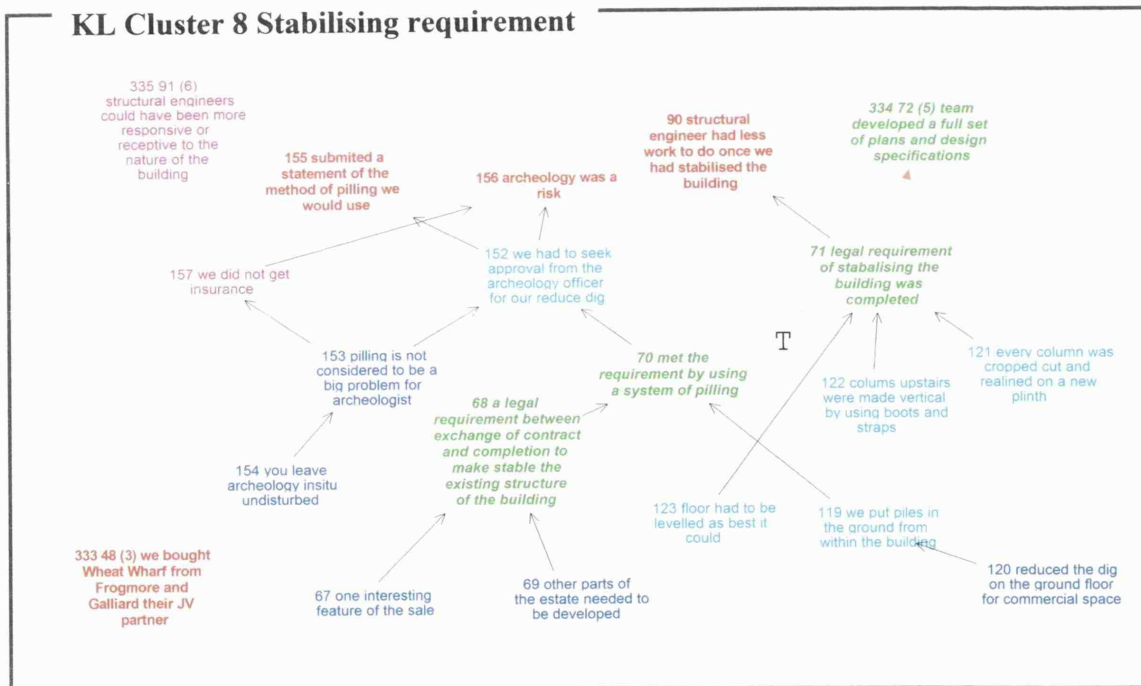 KL Cluster 8 Stabilising requirement
335 91 (6)
structural engineers
could have been more
responsive or
receptive to the
nature of the
building
155 submited a
statement of the
method of pilling we
would use
156 archeology was a
risk
90 structural
engineer had less
work to do once we
had stabilised the
building
334 72 (5) team
developed a full set
of plans and design
specifications
157 we did not get
insurance
152 we had to seek
approval from the
archeology officer
for our reduce dig
71 legal requirement
of stabalising the
building was
completed
T
153 pilling is not
considered to be a
big problem for
archeologist
70 met the
requirement by using
a system of pilling
122 colums upstairs
were made vertical
by using boots and
straps
121 every column was
cropped cut and
realined on a new
plinth
68 a legal
requirement between
exchange of contract
and completion to
make stable the
existing structure
of the building
154 you leave
archeology insitu
undisturbed
123 floor had to be
levelled as best it
could
119 we put piles in
the ground from
within the building
333 48 (3) we bought
Wheat Wharf from
Frogmore and
Galliard their JV
partner
67 one interesting
feature of the sale
69 other parts of
the estate needed to
be developed
120 reduced the dig
on the ground floor
for commercial space